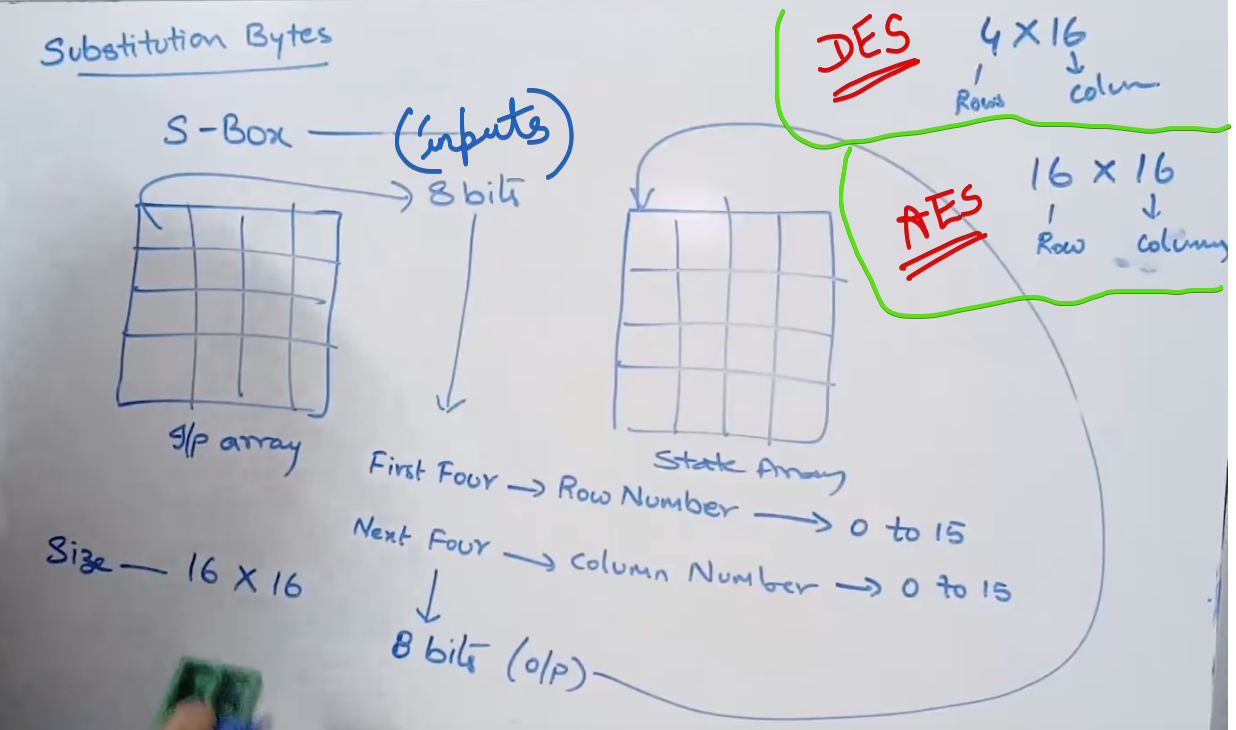 Substitution Bytes
S-Box — (inputs)
8 bits
I/p array
State Array
First Four → Row Number → 0 to 15
Next Four → Column Number → 0 to 15
8 bits (O/P)
Size — 16 X 16
DES
4 X 16
Rows
Column
AES
16 X 16
Row
Columns